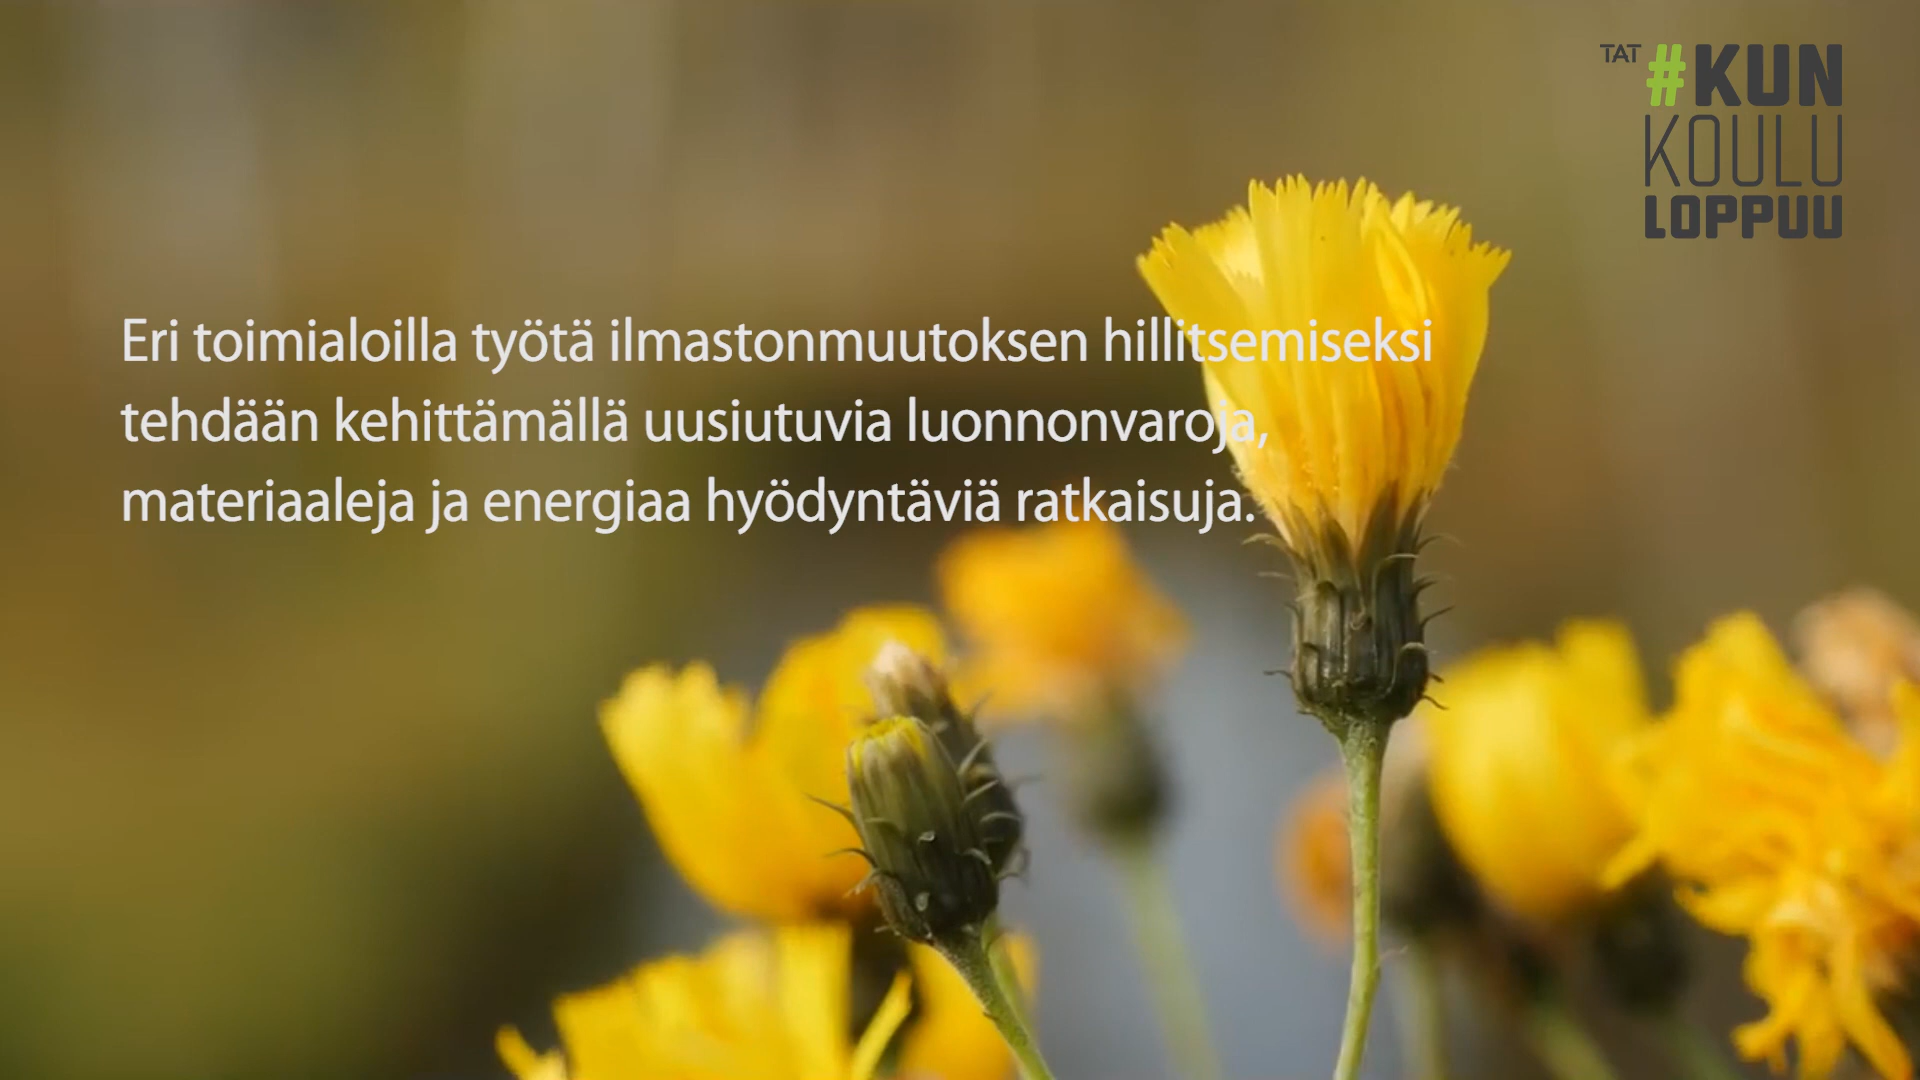 TAT #KUN
KOULU
LOPPUU
Eri toimialoilla työtä ilmastonmuutoksen hillitsemiseksi
tehdään kehittämällä uusiutuvia luonnonvaroja,
materiaaleja ja energiaa hyödyntäviä ratkaisuja.